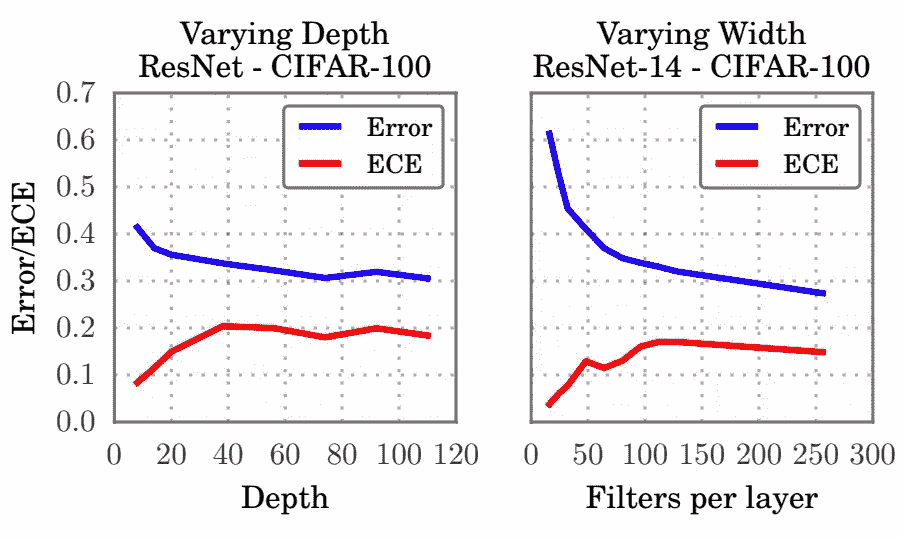 Varying Depth
ResNet - CIFAR-100
Varying Width
ResNet-14 - CIFAR-100
Error/ECE
0.7
0.6
0.5
0.4
0.3
0.2
0.1
0.0
Error
ECE
Error
ECE
0 20 40 60 80 100 120
0 50 100 150 200 250 300
Depth
Filters per layer